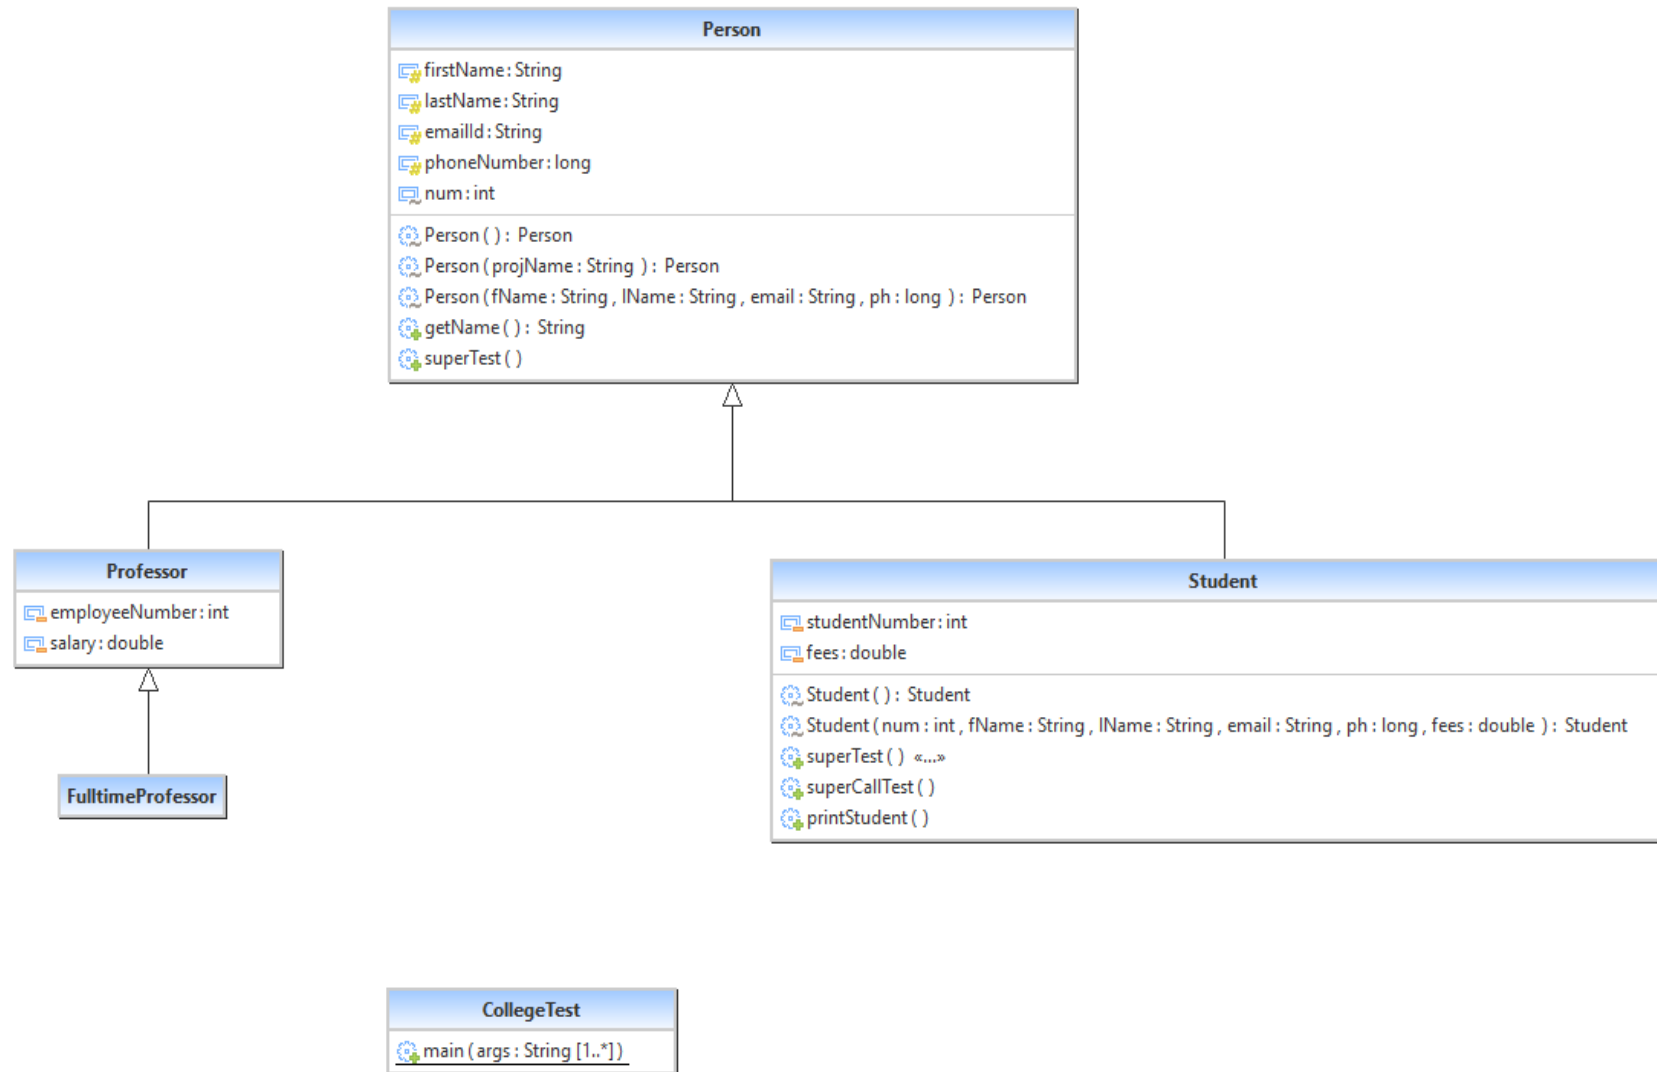 Person
firstName : String
lastName : String
emailId : String
phoneNumber : long
num : int
Person ( ) : Person
Person ( projName : String ) : Person
Person ( fName : String , lName : String , email : String , ph : long ) : Person
getName ( ) : String
superTest ( )
Professor
employeeNumber : int
salary : double
FulltimeProfessor
Student
studentNumber : int
fees : double
Student ( ) : Student
Student ( num : int , fName : String , lName : String , email : String , ph : long , fees : double ) : Student
superTest ( ) «...»
superCallTest ( )
printStudent ( )
CollegeTest
main ( args : String [1..*] )